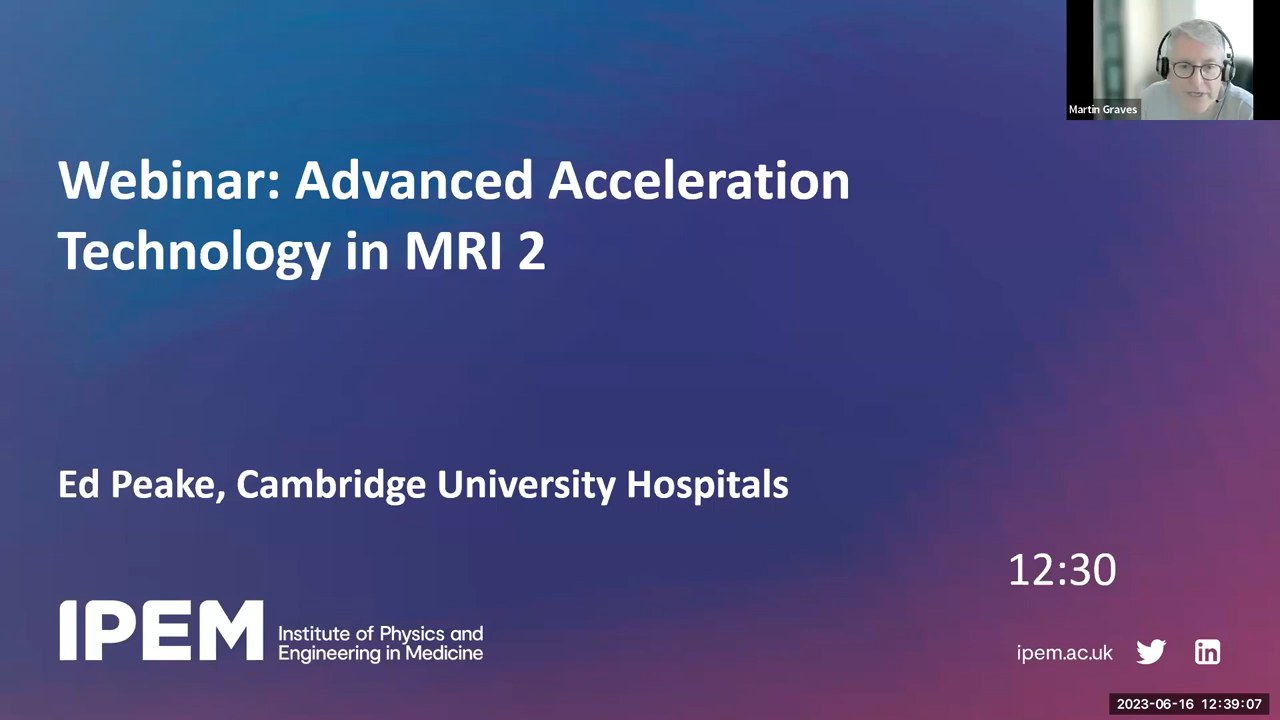 Martin Graves
Webinar: Advanced Acceleration
Technology in MRI 2
Ed Peake, Cambridge University Hospitals
12:30
IPEM
Institute of Physics and
Engineering in Medicine
ipem.ac.uk
in
2023-06-16 12:39:07